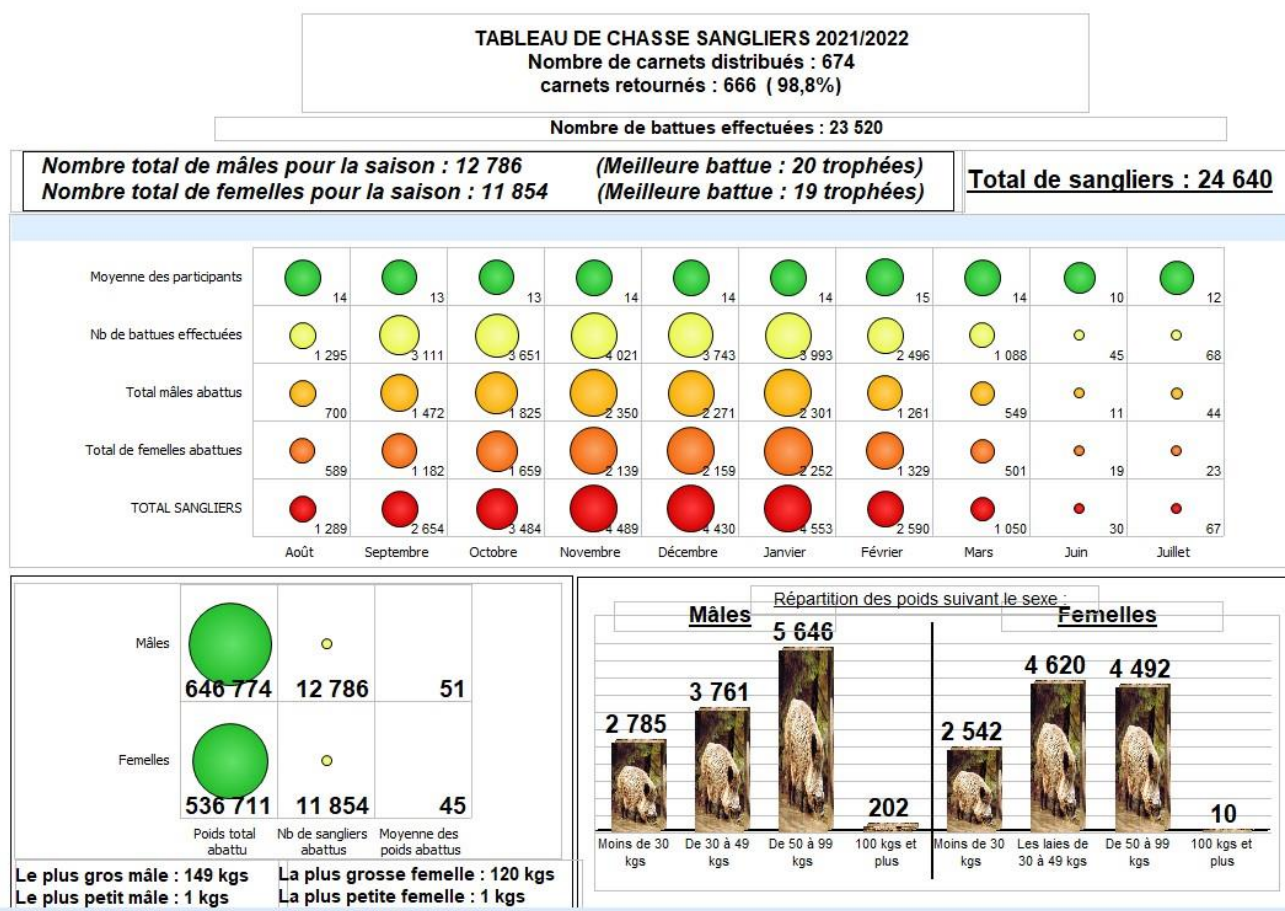 TABLEAU DE CHASSE SANGLIERS 2021/2022
Nombre de carnets distribués : 674
carnets retournés : 666 ( 98,8%)
Nombre de battues effectuées : 23 520
Nombre total de mâles pour la saison : 12 786 (Meilleure battue : 20 trophées)
Nombre total de femelles pour la saison : 11 854 (Meilleure battue : 19 trophées)
Total de sangliers : 24 640
Moyenne des participants 14 13 13 14 14 14 15 14 10 12
Nb de battues effectuées 1 295 3 111 3 651 4 021 3 743 3 993 2 496 1 088 45 68
Total mâles abattus 700 1 472 1 825 2 350 2 271 2 301 1 261 549 11 44
Total de femelles abattues 589 1 182 1 659 2 139 2 159 2 252 1 329 501 19 23
TOTAL SANGLIERS 1 289 2 654 3 484 4 489 4 430 4 553 2 590 1 050 30 67
Août Septembre Octobre Novembre Décembre Janvier Février Mars Juin Juillet
Mâles
646 774 12 786 51
Femelles
536 711 11 854 45
Poids total abattu Nb de sangliers abattus Moyenne des poids abattus
Le plus gros mâle : 149 kgs La plus grosse femelle : 120 kgs
Le plus petit mâle : 1 kgs La plus petite femelle : 1 kgs
Répartition des poids suivant le sexe :
Mâles Femelles
2 785 3 761 5 646 202 2 542 4 620 4 492 10
Moins de 30 kgs De 30 à 49 kgs De 50 à 99 kgs 100 kgs et plus Moins de 30 kgs Les laies de 30 à 49 kgs De 50 à 99 kgs 100 kgs et plus